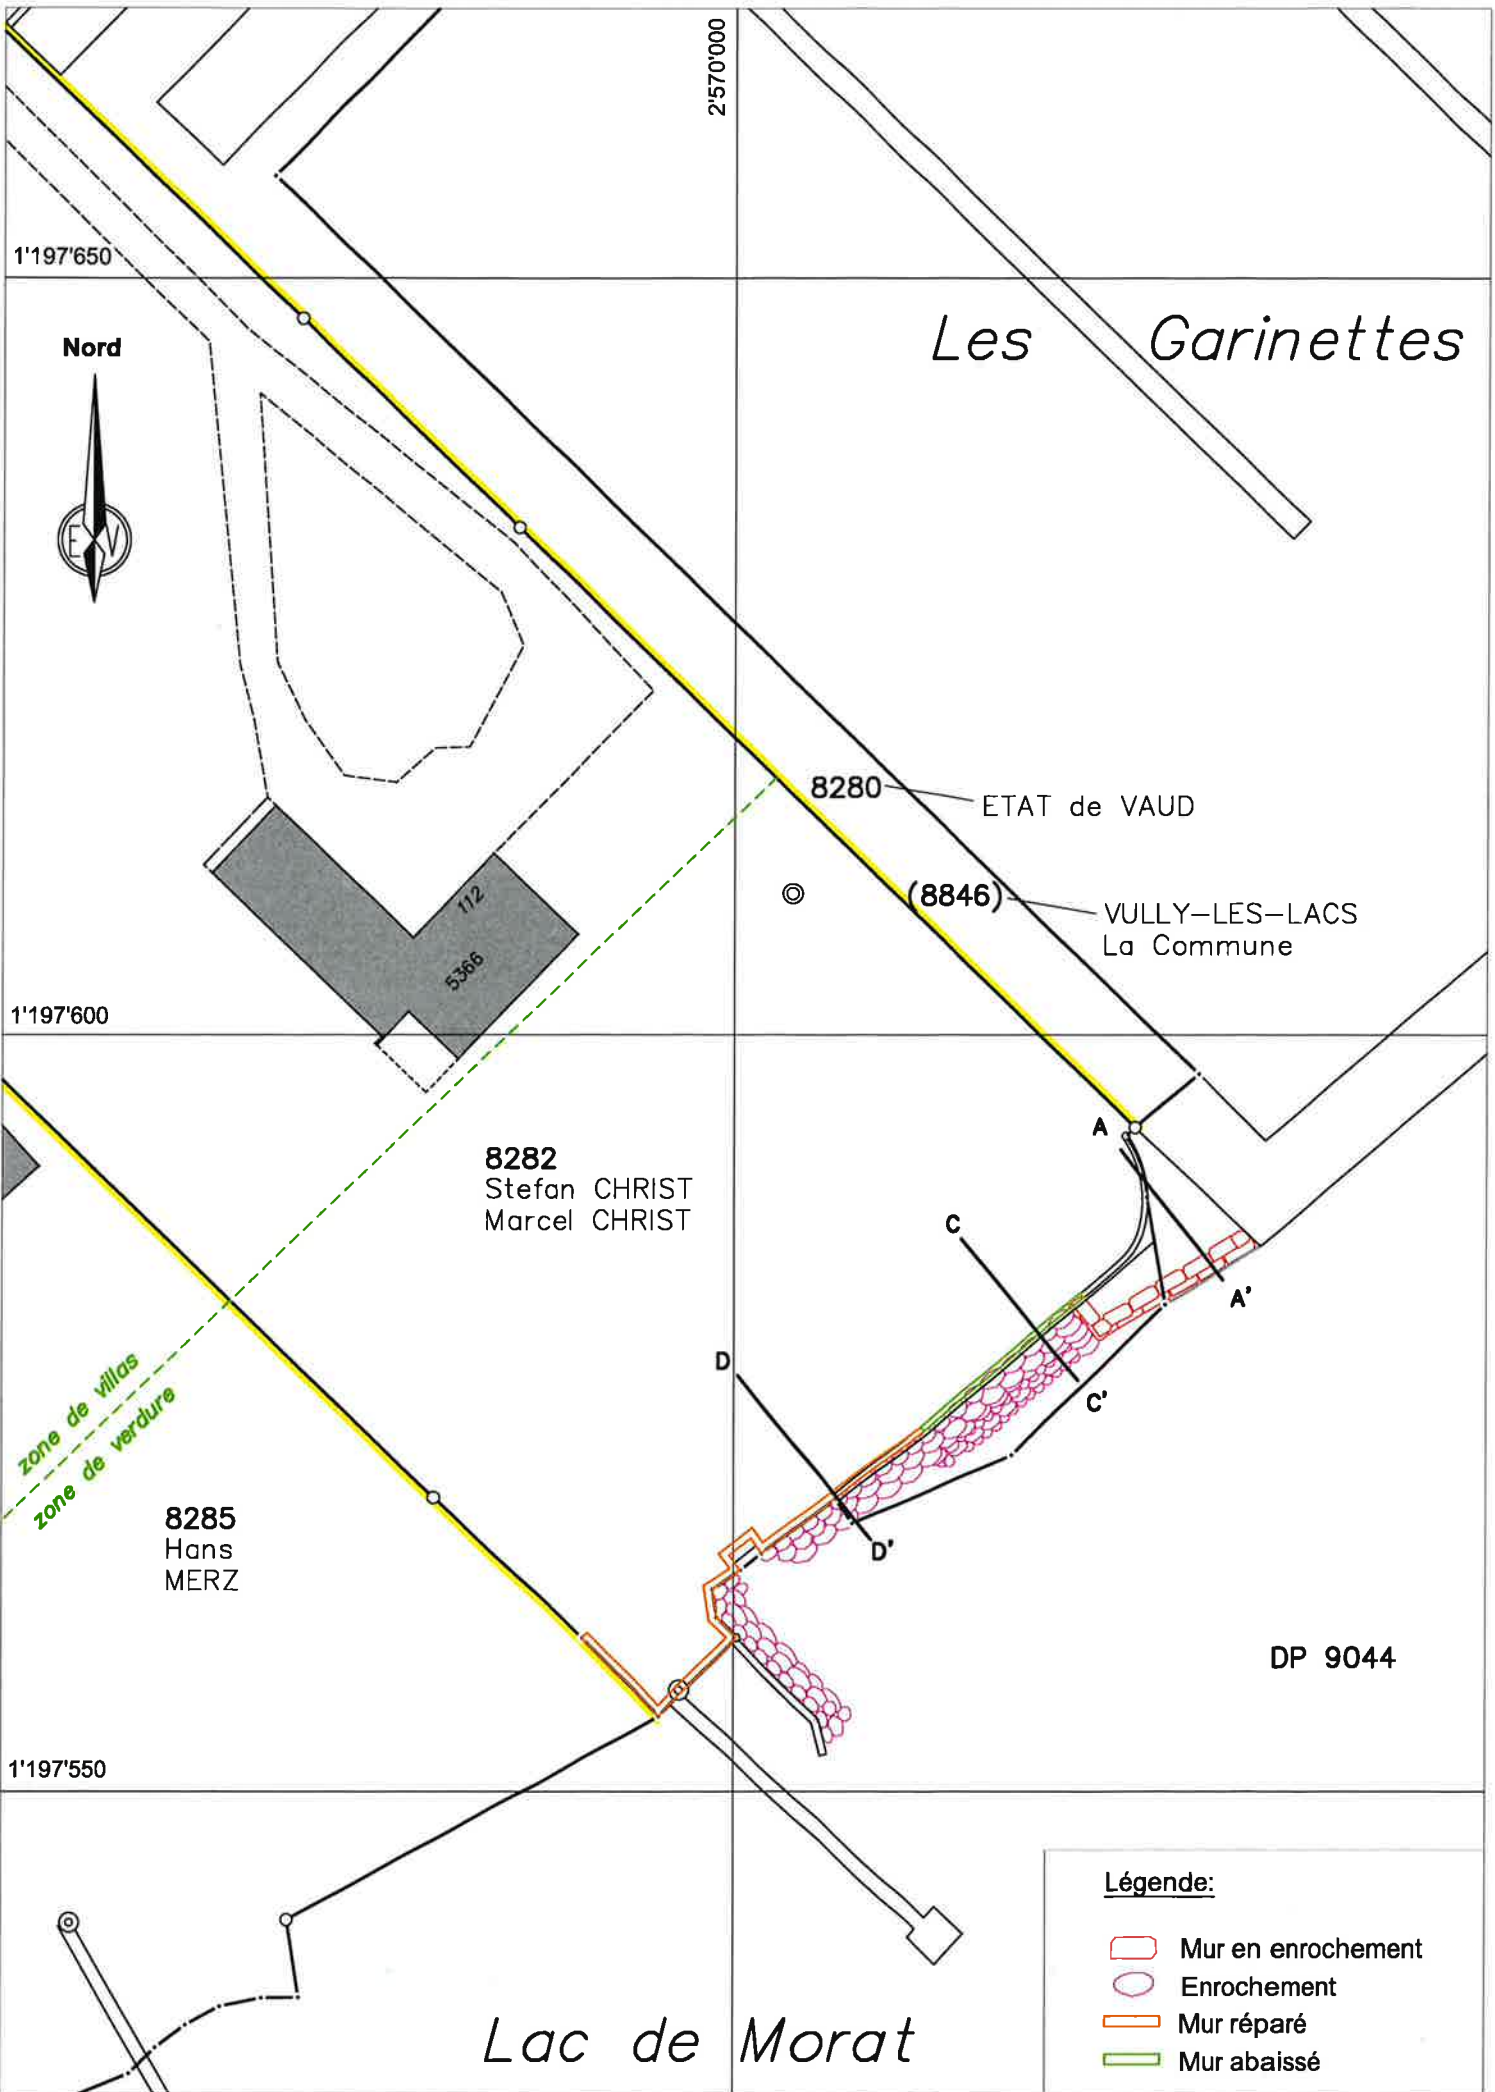 2'570'000
1'197'650
Les Garinettes
Nord
E V
8280
ETAT de VAUD
(8846)
VULLY-LES-LACS
La Commune
112
5366
1'197'600
A
8282
Stefan CHRIST
Marcel CHRIST
C
A'
D
C'
zone de villas
zone de verdure
8285
Hans
MERZ
D'
DP 9044
1'197'550
Légende:
Mur en enrochement
Enrochement
Mur réparé
Mur abaissé
Lac de Morat